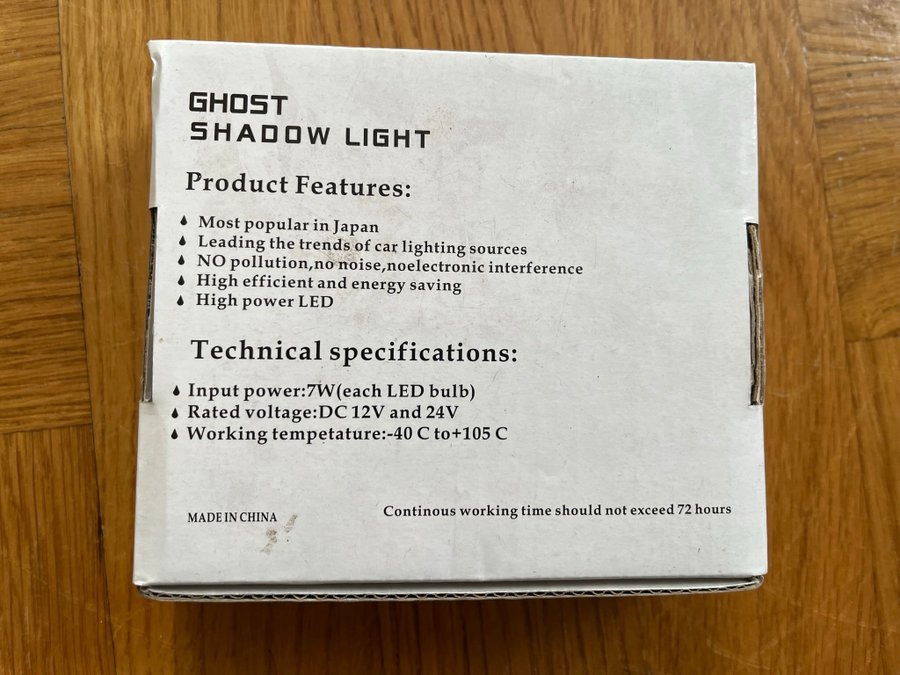 GHOST
SHADOW LIGHT
Product Features:
Most popular in Japan
Leading the trends of car lighting sources
NO pollution,no noise,noelectronic interference
High efficient and energy saving
High power LED
Technical specifications:
Input power:7W(each LED bulb)
Rated voltage:DC 12V and 24V
Working tempetature:-40 C to+105 C
MADE IN CHINA
Continous working time should not exceed 72 hours